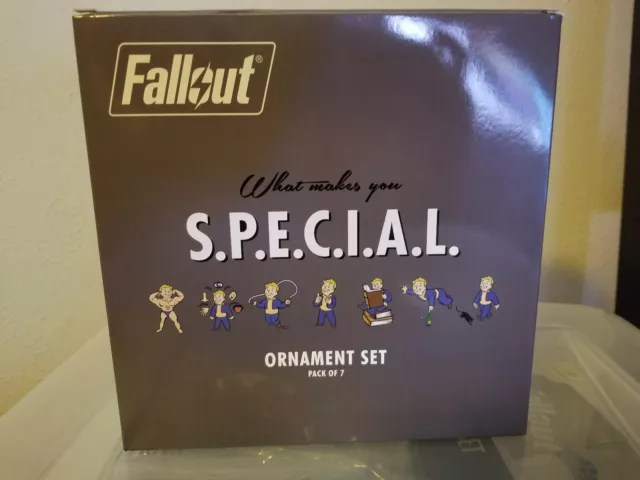 Fallout®
What makes you
S.P.E.C.I.A.L.
ORNAMENT SET
PACK OF 7